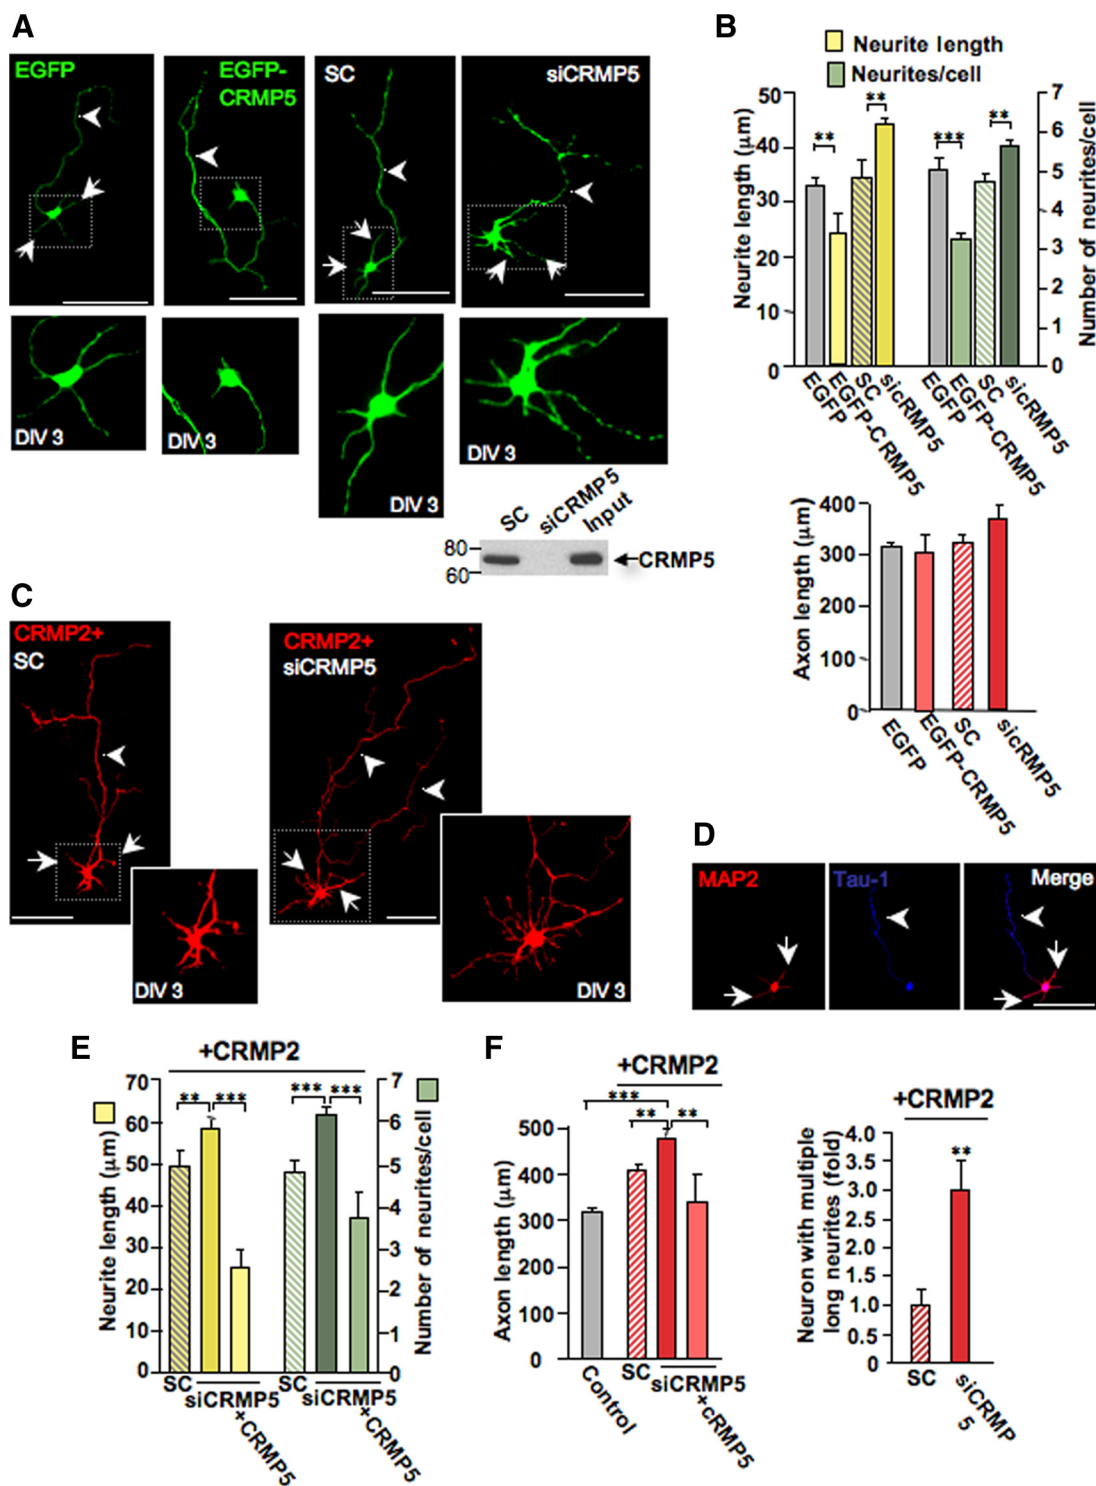 A
EGFP
EGFP-
CRMP5
SC
siCRMP5
DIV 3
DIV 3
DIV 3
DIV 3
SC
siCRMP5
Input
80
60
CRMP5
B
Neurite length
Neurites/cell
Neurite length (μm)
50
40
30
20
10
0
** ** *** **
7
6
5
4
3
2
1
0
Number of neurites/cell
EGFP
EGFP-CRMP5
SC
sicRMP5
EGFP
EGFP-CRMP5
SC
sicRMP5
Axon length (μm)
400
300
200
100
0
EGFP
EGFP-CRMP5
SC
sicRMP5
C
CRMP2+
SC
DIV 3
CRMP2+
siCRMP5
DIV 3
D
MAP2
Tau-1
Merge
E
+CRMP2
Neurite length (μm)
70
60
50
40
30
20
10
0
** *** *** ***
7
6
5
4
3
2
1
0
Number of neurites/cell
SC
siCRMP5
+CRMP5
SC
siCRMP5
+CRMP5
F
+CRMP2
Axon length (μm)
500
400
300
200
100
0
***
** **
Control
SC
siCRMP5
+cRMP5
+CRMP2
Neuron with multiple
long neurites (fold)
4.0
3.5
3.0
2.5
2.0
1.5
1.0
0.5
0
**
SC
siCRMP
5